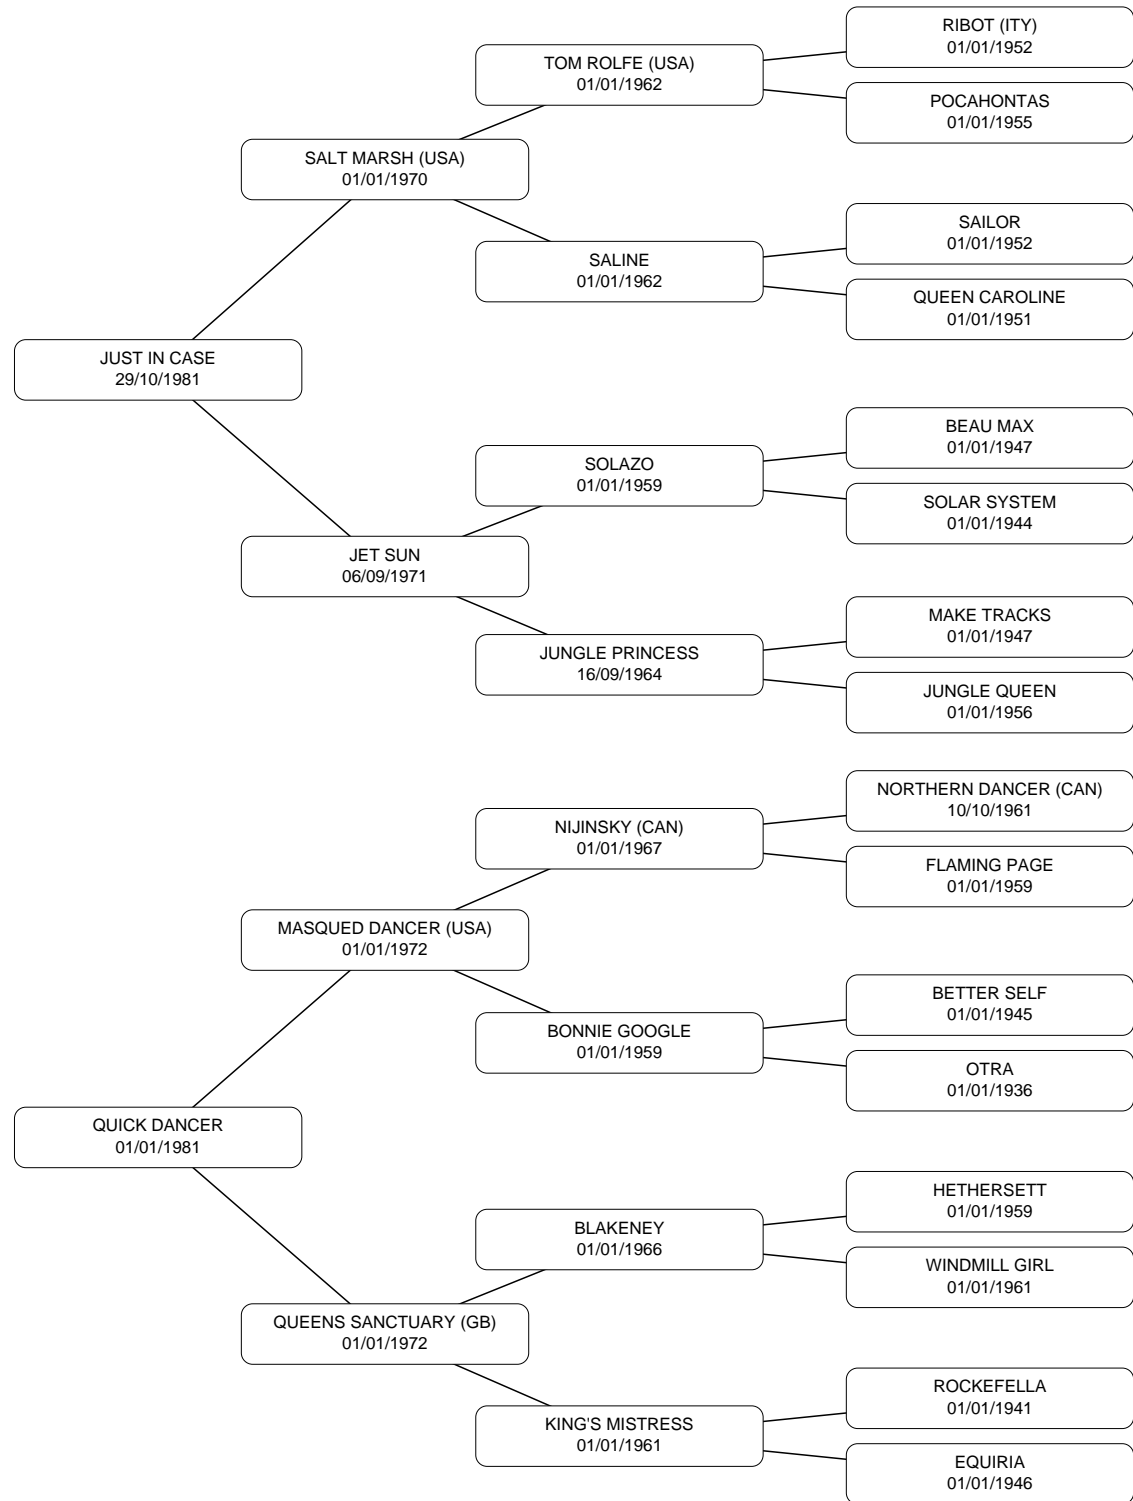 RIBOT (ITY)
01/01/1952
TOM ROLFE (USA)
01/01/1962
POCAHONTAS
01/01/1955
SALT MARSH (USA)
01/01/1970
SAILOR
01/01/1952
SALINE
01/01/1962
QUEEN CAROLINE
01/01/1951
JUST IN CASE
29/10/1981
BEAU MAX
01/01/1947
SOLAZO
01/01/1959
SOLAR SYSTEM
01/01/1944
JET SUN
06/09/1971
MAKE TRACKS
01/01/1947
JUNGLE PRINCESS
16/09/1964
JUNGLE QUEEN
01/01/1956
NORTHERN DANCER (CAN)
10/10/1961
NIJINSKY (CAN)
01/01/1967
FLAMING PAGE
01/01/1959
MASQUED DANCER (USA)
01/01/1972
BETTER SELF
01/01/1945
BONNIE GOOGLE
01/01/1959
OTRA
01/01/1936
QUICK DANCER
01/01/1981
HETHERSETT
01/01/1959
BLAKENEY
01/01/1966
WINDMILL GIRL
01/01/1961
QUEENS SANCTUARY (GB)
01/01/1972
ROCKEFELLA
01/01/1941
KING'S MISTRESS
01/01/1961
EQUIRIA
01/01/1946